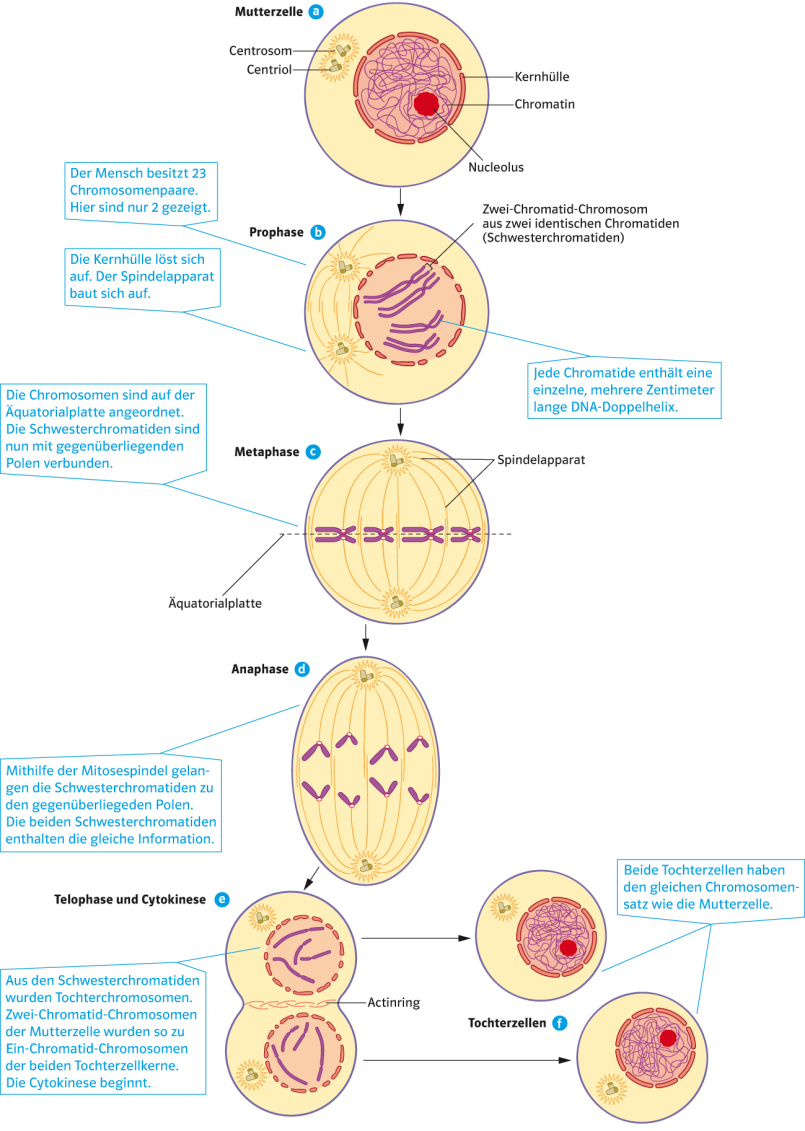 Mutterzelle a
Centrosom
Centriol
Kernhülle
Chromatin
Nucleolus
Der Mensch besitzt 23
Chromosomenpaare.
Hier sind nur 2 gezeigt.
Prophase b
Zwei-Chromatid-Chromosom
aus zwei identischen Chromatiden
(Schwesterchromatiden)
Die Kernhülle löst sich
auf. Der Spindelapparat
baut sich auf.
Jede Chromatide enthält eine
einzelne, mehrere Zentimeter
lange DNA-Doppelhelix.
Die Chromosomen sind auf der
Äquatorialplatte angeordnet.
Die Schwesterchromatiden sind
nun mit gegenüberliegenden
Polen verbunden.
Metaphase c
Spindelapparat
Äquatorialplatte
Anaphase d
Mithilfe der Mitosespindel gelan-
gen die Schwesterchromatiden zu
den gegenüberliegeden Polen.
Die beiden Schwesterchromatiden
enthalten die gleiche Information.
Telophase und Cytokinese e
Beide Tochterzellen haben
den gleichen Chromosomen-
satz wie die Mutterzelle.
Aus den Schwesterchromatiden
wurden Tochterchromosomen.
Zwei-Chromatid-Chromosomen
der Mutterzelle wurden so zu
Ein-Chromatid-Chromosomen
der beiden Tochterzellkerne.
Die Cytokinese beginnt.
Actinring
Tochterzellen f